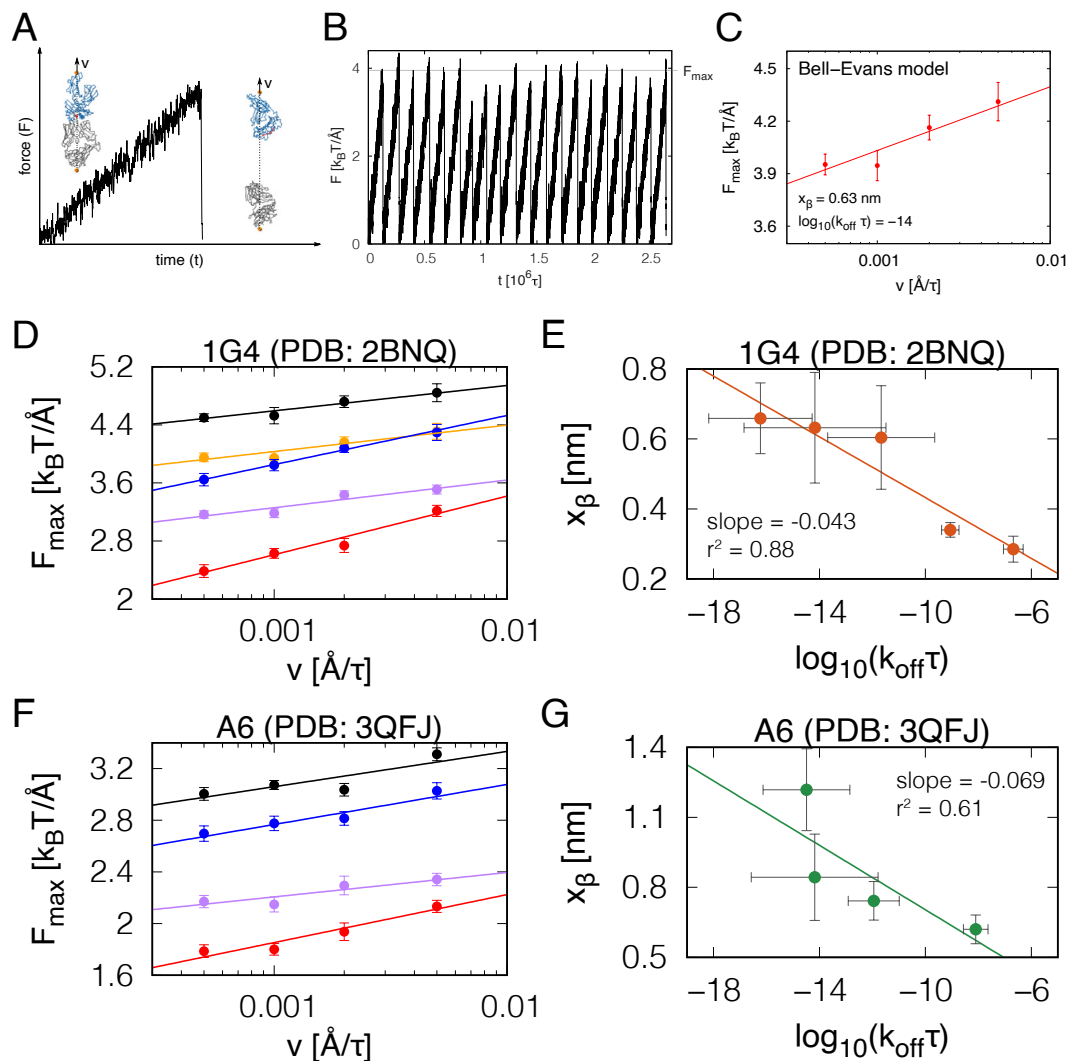 A
force (F)
v
v
time (t)
B
F [k_BT/Å]
4
2
0
0
0.5
1
1.5
2
2.5
t [10^6τ]
F_max
C
Bell–Evans model
F_max [k_BT/Å]
4.5
4.2
3.9
3.6
x_β = 0.63 nm
log_10(k_off τ) = −14
0.001
0.01
v [Å/τ]
D
1G4 (PDB: 2BNQ)
F_max [k_BT/Å]
5.2
4.4
3.6
2.8
2
0.001
0.01
v [Å/τ]
E
1G4 (PDB: 2BNQ)
x_β [nm]
0.8
0.6
0.4
0.2
slope = -0.043
r² = 0.88
−18
−14
−10
−6
log_10(k_offτ)
F
A6 (PDB: 3QFJ)
F_max [k_BT/Å]
3.2
2.8
2.4
2
1.6
0.001
0.01
v [Å/τ]
G
A6 (PDB: 3QFJ)
x_β [nm]
1.4
1.1
0.8
0.5
slope = -0.069
r² = 0.61
−18
−14
−10
−6
log_10(k_offτ)